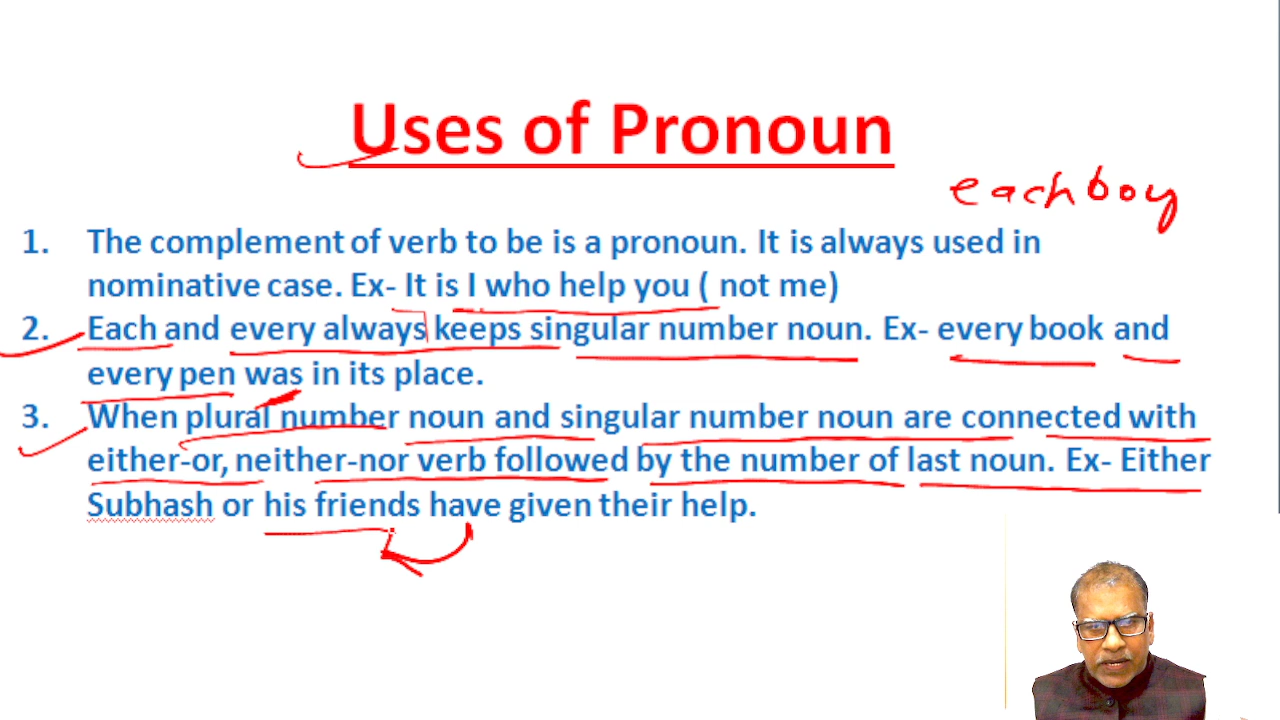 Uses of Pronoun
each boy
1. The complement of verb to be is a pronoun. It is always used in
nominative case. Ex- It is I who help you ( not me)
2. Each and every always keeps singular number noun. Ex- every book and
every pen was in its place.
3. When plural number noun and singular number noun are connected with
either-or, neither-nor verb followed by the number of last noun. Ex- Either
Subhash or his friends have given their help.